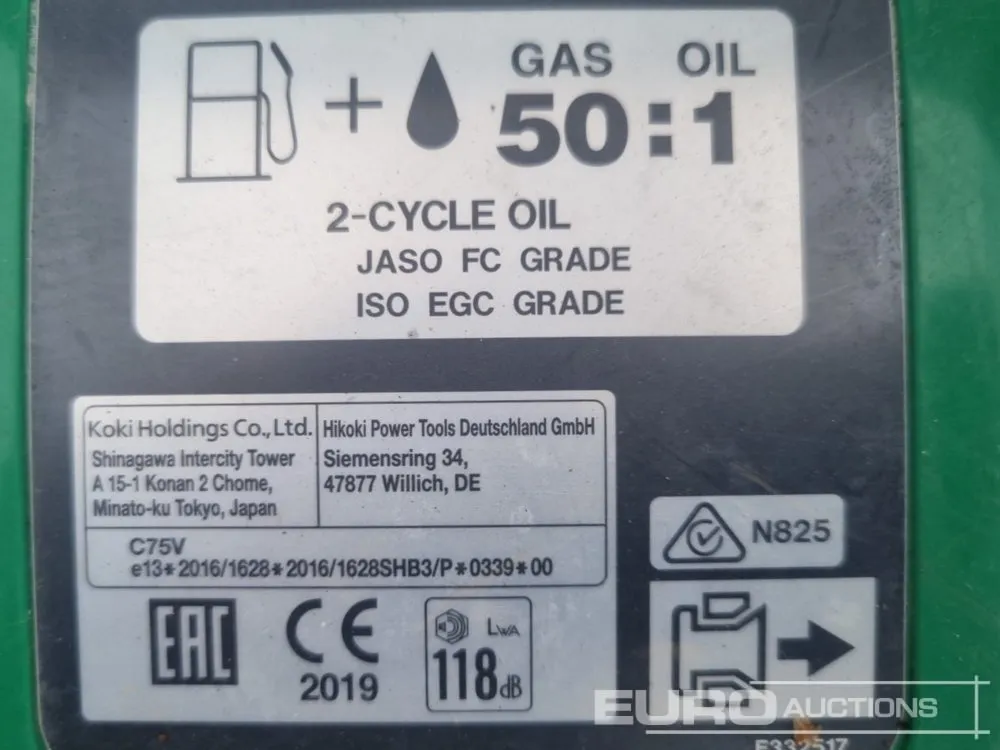 GAS OIL
50:1
2-CYCLE OIL
JASO FC GRADE
ISO EGC GRADE
Koki Holdings Co., Ltd.
Shinagawa Intercity Tower
A 15-1 Konan 2 Chome,
Minato-ku Tokyo, Japan
Hikoki Power Tools Deutschland GmbH
Siemensring 34,
47877 Willich, DE
C75V
e13*2016/1628*2016/1628SHB3/P*0339*00
EAC
CE
2019
LWA
118dB
N825
EURO AUCTIONS